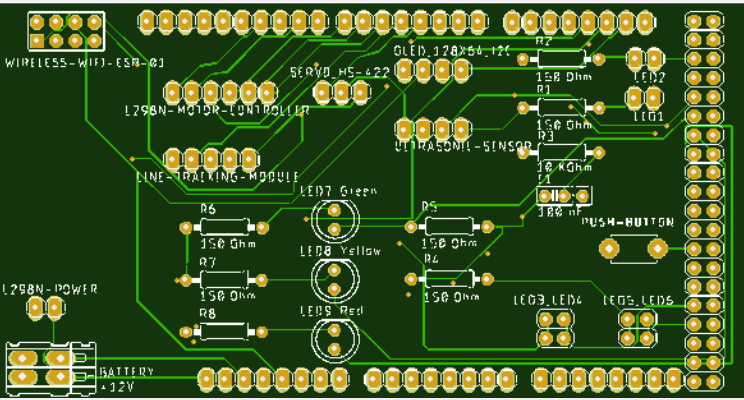 OLED_128X64_I2C
R2
WIRELESS-WIFI-ESP-01
SERVO_HS-422
150 Ohm
LED2
R1
L298N-MOTOR-CONTROLLER
150 Ohm
LED1
R3
ULTRASONIC-SENSOR
10 KOhm
LINE-TRACKING-MODULE
C1
LED7 Green
100 nF
R6
R5
PUSH-BUTTON
150 Ohm
150 Ohm
LED8 Yellow
R7
R4
L298N-POWER
150 Ohm
150 Ohm
LED3_LED4
LED5_LED6
LED9 Red
R8
150 Ohm
BATTERY
+12V